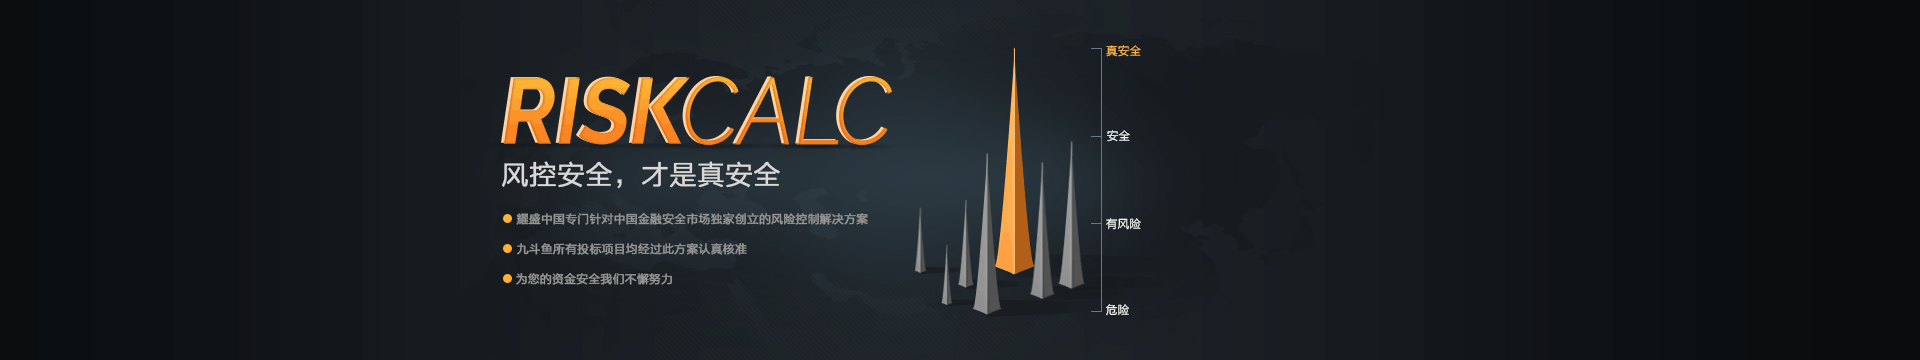 RISKCALC
风控安全，才是真安全
耀盛中国专门针对中国金融安全市场独家创立的风险控制解决方案
九斗鱼所有投标项目均经过此方案认真核准
为您的资金安全我们不懈努力
真安全
安全
有风险
危险